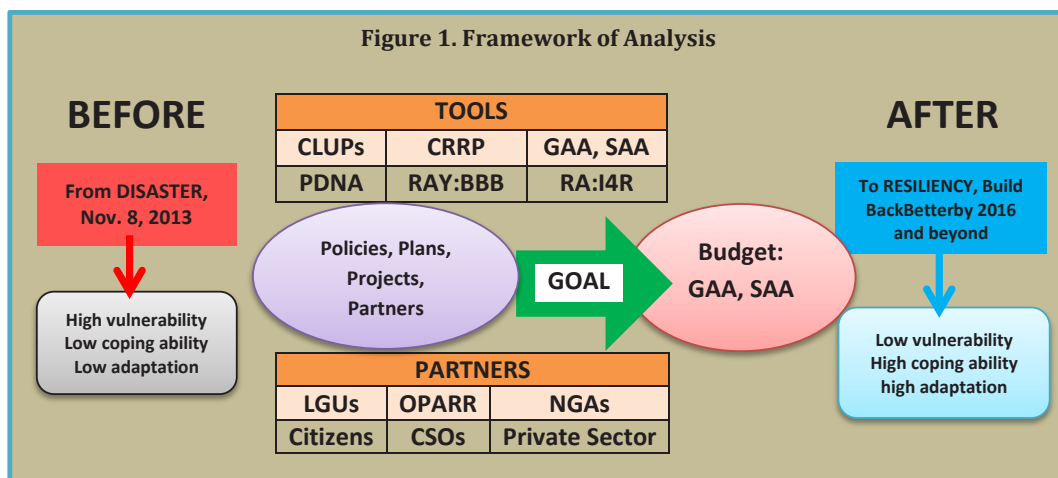 Figure 1. Framework of Analysis
BEFORE
From DISASTER,
Nov. 8, 2013
High vulnerability
Low coping ability
Low adaptation
TOOLS
CLUPs CRRP GAA, SAA
PDNA RAY:BBB RA:I4R
Policies, Plans,
Projects,
Partners
GOAL
Budget:
GAA, SAA
PARTNERS
LGUs OPARR NGAs
Citizens CSOs Private Sector
AFTER
To RESILIENCY, Build
BackBetterby 2016
and beyond
Low vulnerability
High coping ability
high adaptation